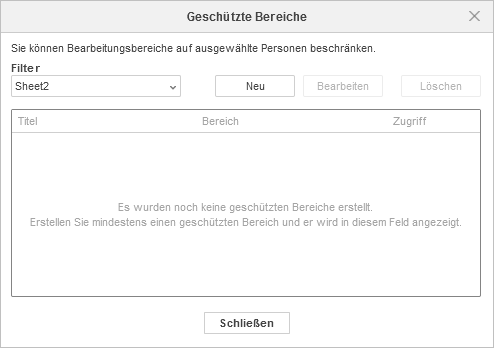 Geschützte Bereiche
Sie können Bearbeitungsbereiche auf ausgewählte Personen beschränken.
Filter
Sheet2 Neu Bearbeiten Löschen
Titel Bereich Zugriff
Es wurden noch keine geschützten Bereiche erstellt.
Erstellen Sie mindestens einen geschützten Bereich und er wird in diesem Feld angezeigt.
Schließen